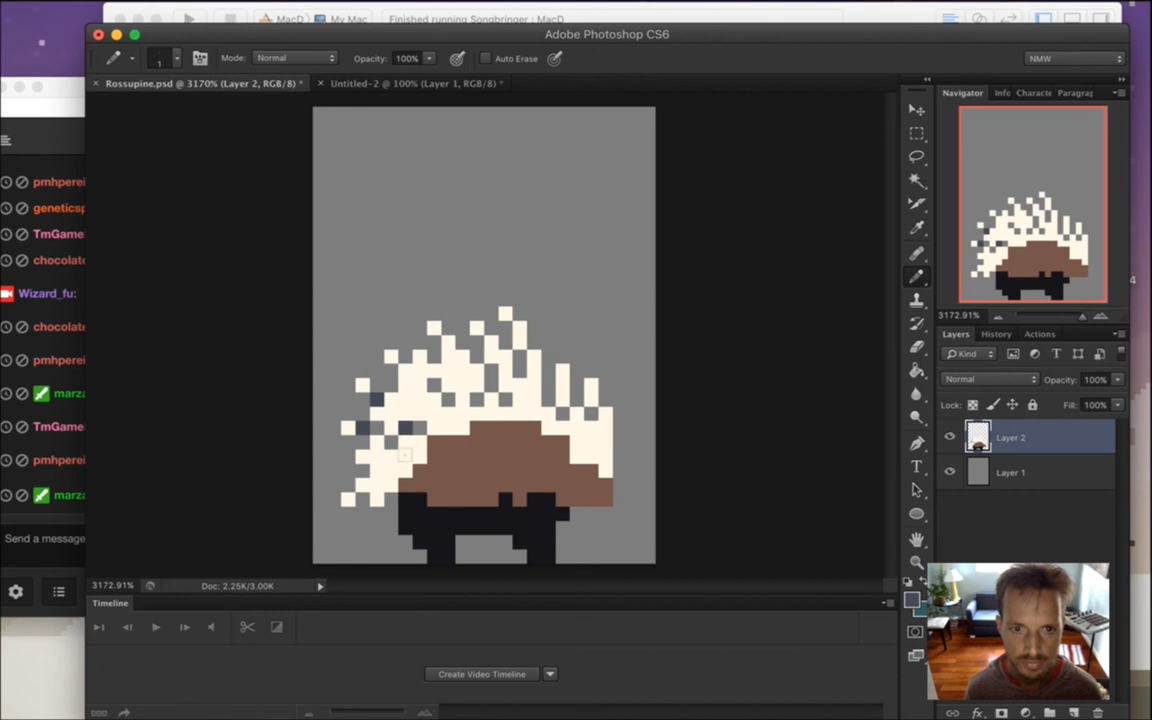 MacD
My Mac
Finished running Songbringer : MacD
Adobe Photoshop CS6
1
Mode:
Normal
Opacity:
100%
Auto Erase
NMW
Rossupine.psd @ 3170% (Layer 2, RGB/8) *
Untitled-2 @ 100% (Layer 1, RGB/8) *
Navigator
Info
Characte
Paragrap
3172.91%
Layers
History
Actions
Kind
Normal
Opacity:
100%
Lock:
Fill:
100%
Layer 2
Layer 1
pmhperei
geneticsp
TmGame
chocolate
Wizard_fu:
chocolate
pmhperei
marza
TmGame
pmhperei
marza
Send a message
3172.91%
Doc: 2.25K/3.00K
Timeline
Create Video Timeline
fx
4